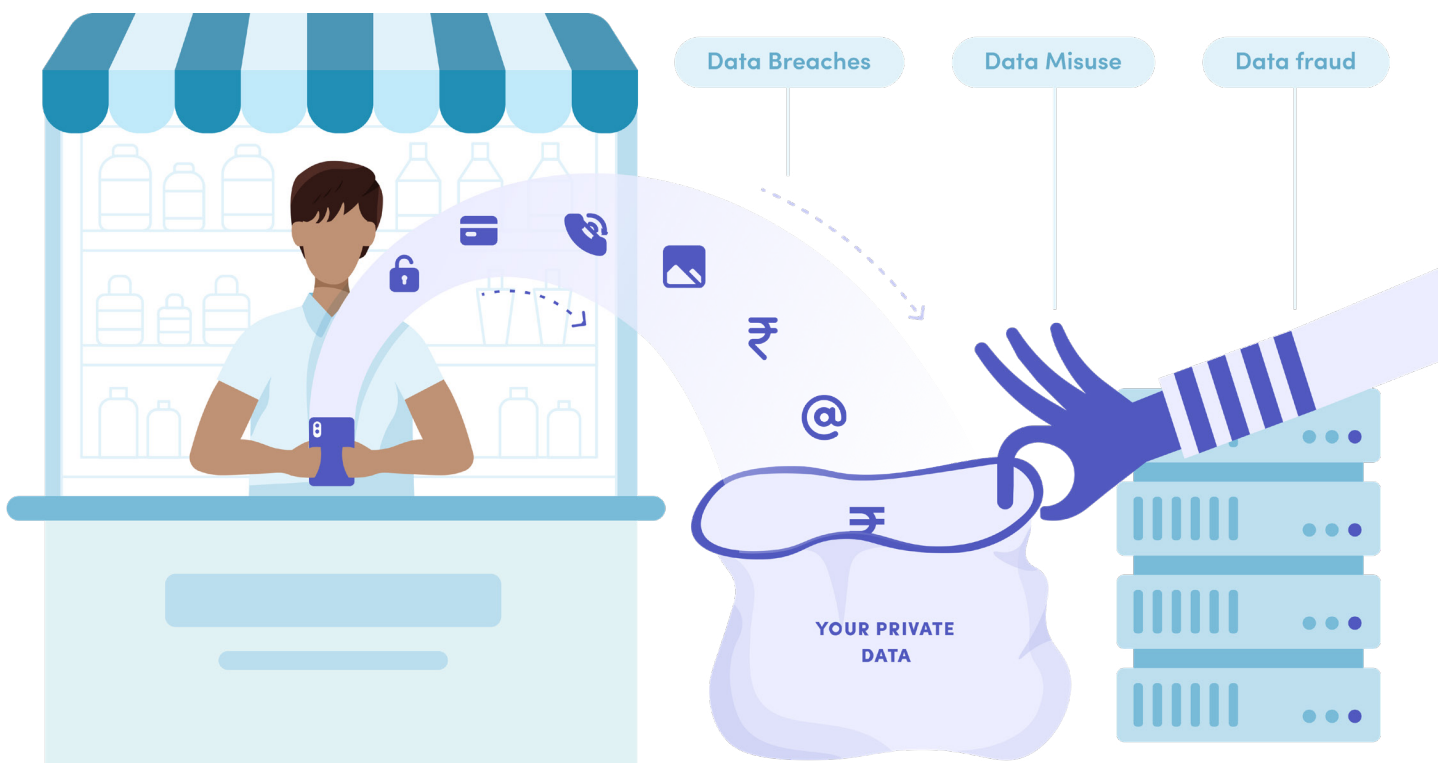 Data Breaches
Data Misuse
Data fraud
₹
@
₹
YOUR PRIVATE
DATA